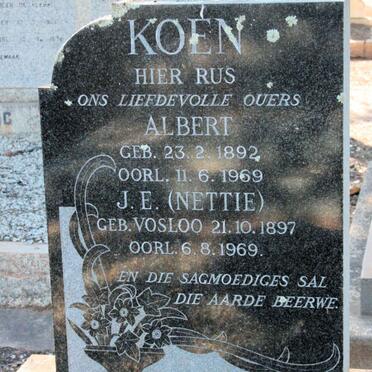 KOEN
HIER RUS
ONS LIEFDEVOLLE OUERS
ALBERT
GEB. 23.2.1892
OORL. 11.6.1969
J.E. (NETTIE)
GEB. VOSLOO 21.10.1897
OORL. 6.8.1969.
EN DIE SAGMOEDIGES SAL
DIE AARDE BEERWE.